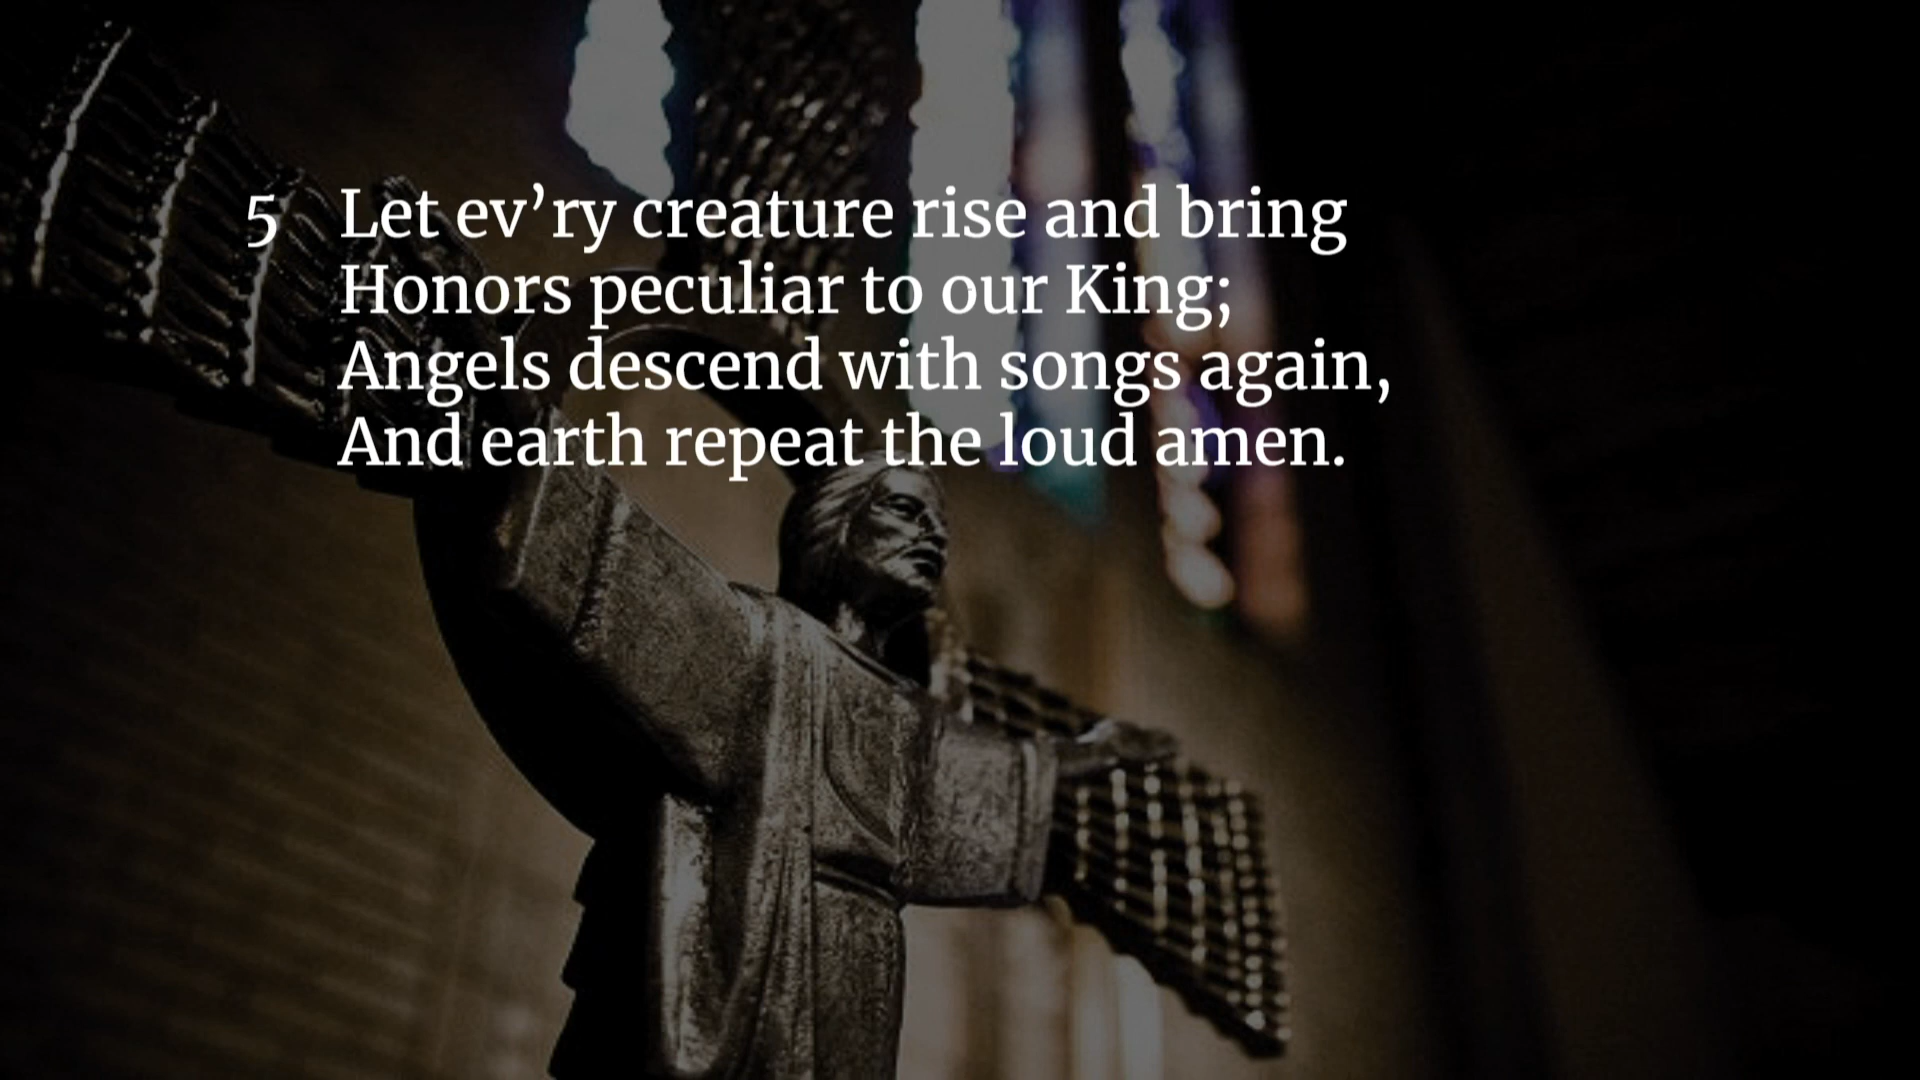 5 Let ev’ry creature rise and bring
Honors peculiar to our King;
Angels descend with songs again,
And earth repeat the loud amen.